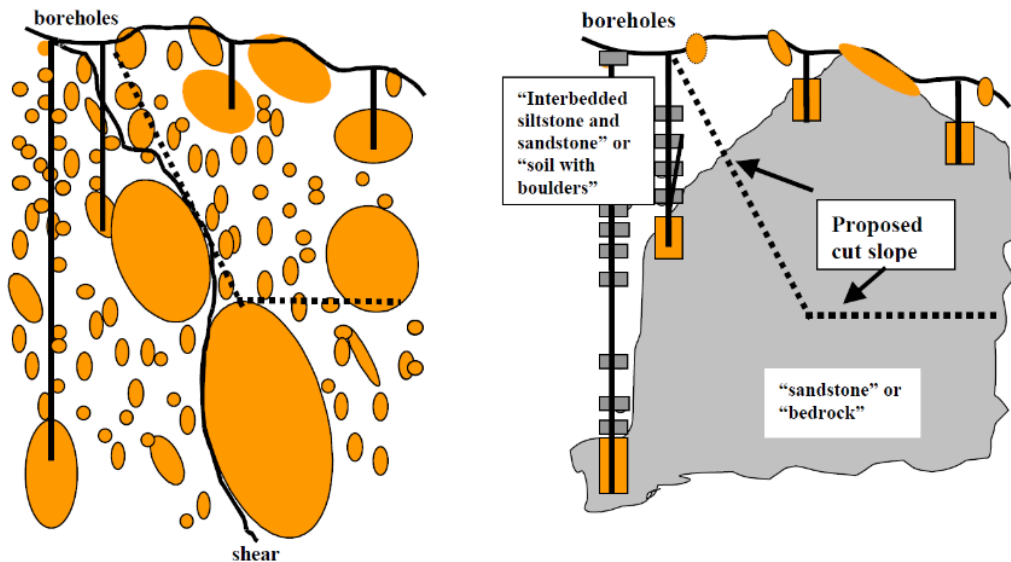 boreholes
shear
boreholes
“Interbedded
siltstone and
sandstone” or
“soil with
boulders”
Proposed
cut slope
“sandstone” or
“bedrock”